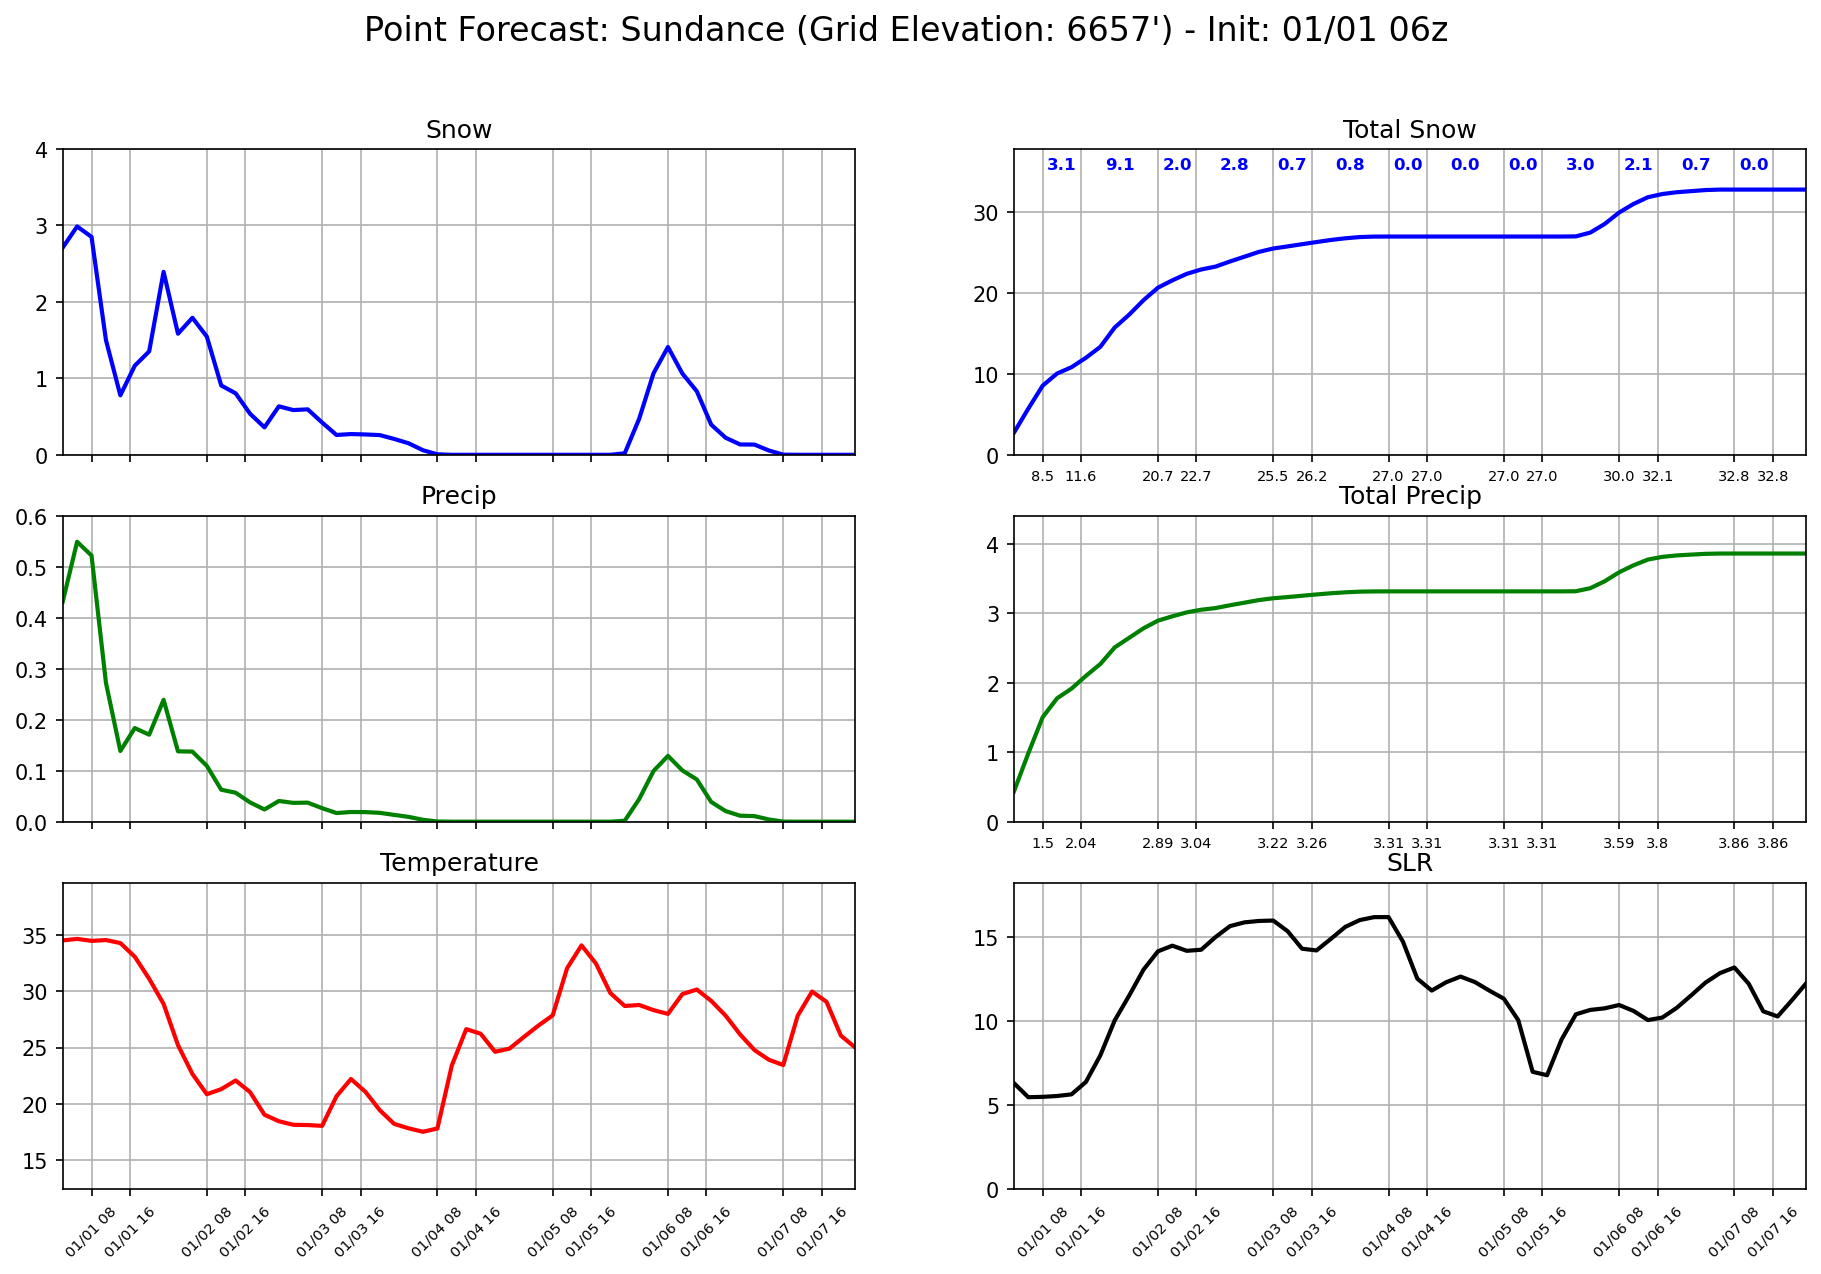 Point Forecast: Sundance (Grid Elevation: 6657') - Init: 01/01 06z
Snow
4
3
2
1
0
Total Snow
3.1 9.1 2.0 2.8 0.7 0.8 0.0 0.0 0.0 3.0 2.1 0.7 0.0
30
20
10
0
8.5 11.6 20.7 22.7 25.5 26.2 27.0 27.0 27.0 27.0 30.0 32.1 32.8 32.8
Precip
0.6
0.5
0.4
0.3
0.2
0.1
0.0
Total Precip
4
3
2
1
0
1.5 2.04 2.89 3.04 3.22 3.26 3.31 3.31 3.31 3.31 3.59 3.8 3.86 3.86
Temperature
35
30
25
20
15
01/01 08 01/01 16 01/02 08 01/02 16 01/03 08 01/03 16 01/04 08 01/04 16 01/05 08 01/05 16 01/06 08 01/06 16 01/07 08 01/07 16
SLR
15
10
5
0
01/01 08 01/01 16 01/02 08 01/02 16 01/03 08 01/03 16 01/04 08 01/04 16 01/05 08 01/05 16 01/06 08 01/06 16 01/07 08 01/07 16